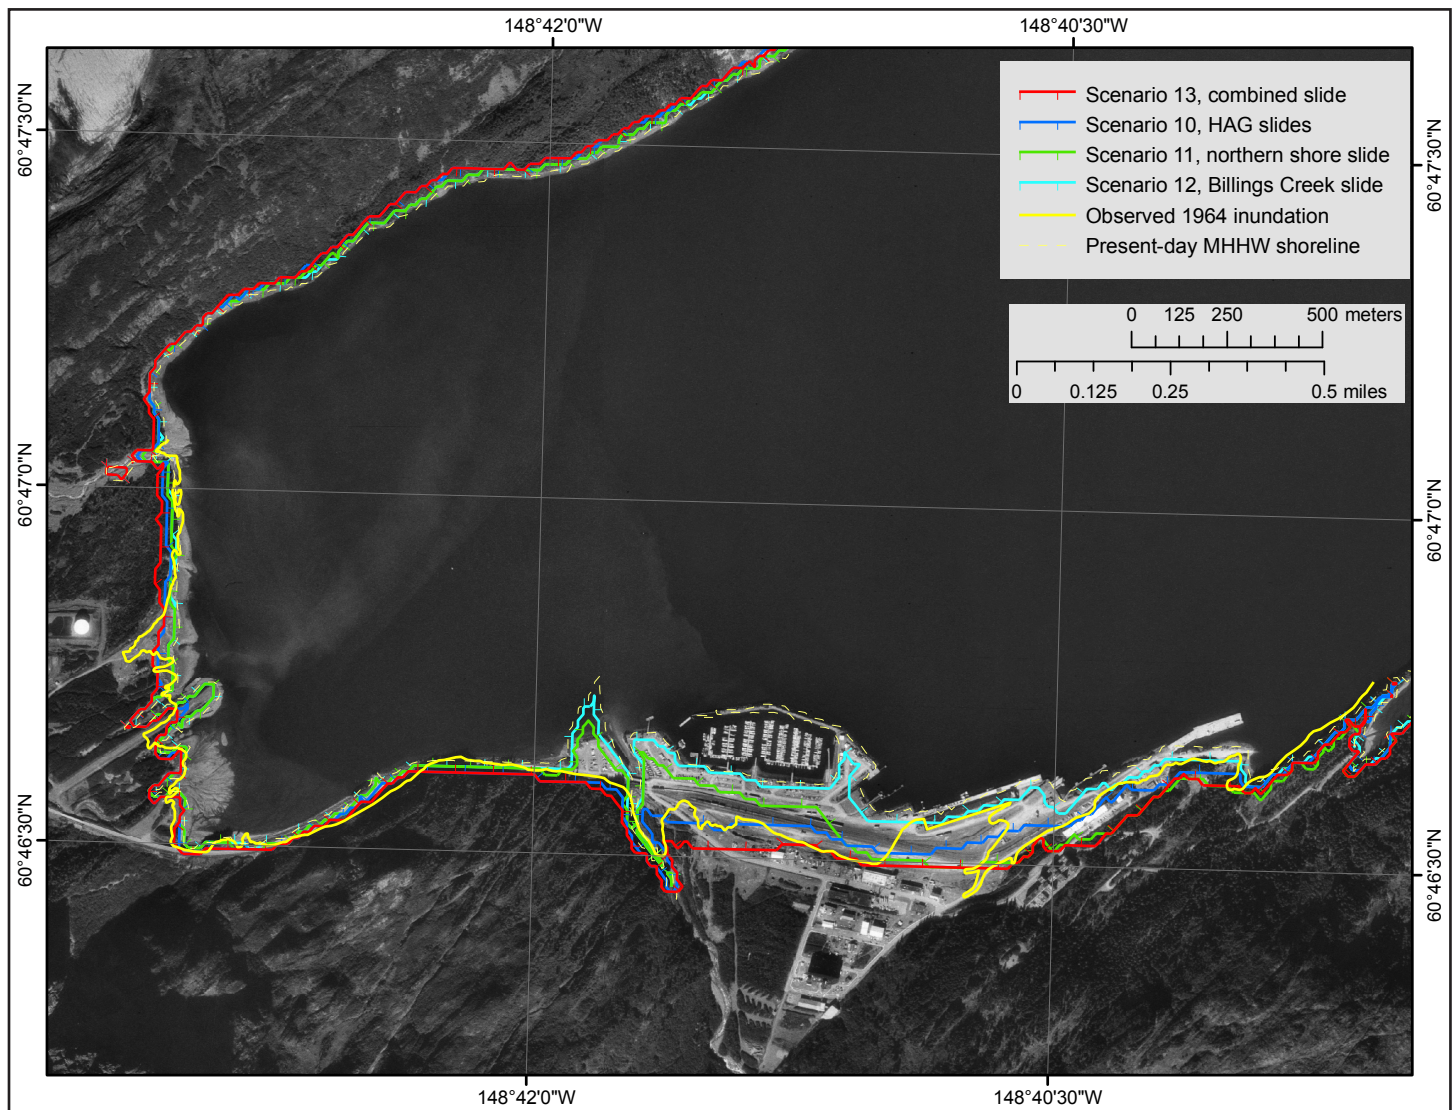 148°42'0"W
148°40'30"W
60°47'30"N
60°47'30"N
Scenario 13, combined slide
Scenario 10, HAG slides
Scenario 11, northern shore slide
Scenario 12, Billings Creek slide
Observed 1964 inundation
Present-day MHHW shoreline
0 125 250 500 meters
0 0.125 0.25 0.5 miles
60°47'0"N
60°47'0"N
60°46'30"N
60°46'30"N
148°42'0"W
148°40'30"W